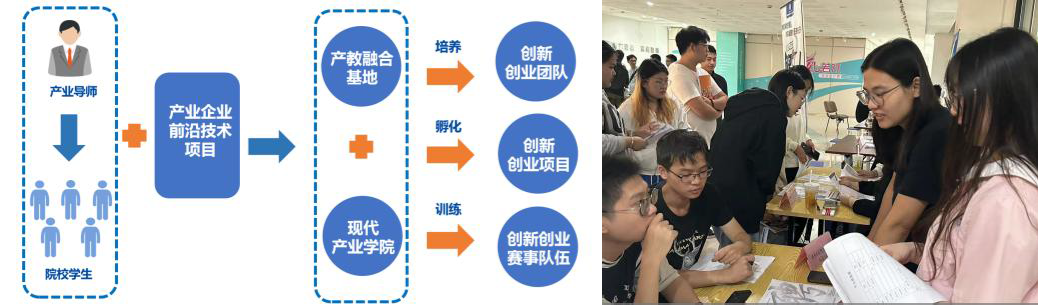 产业导师
院校学生
产业企业
前沿技术
项目
产教融合
基地
现代
产业学院
培养
孵化
训练
创新
创业团队
创新
创业项目
创新创业
赛事队伍